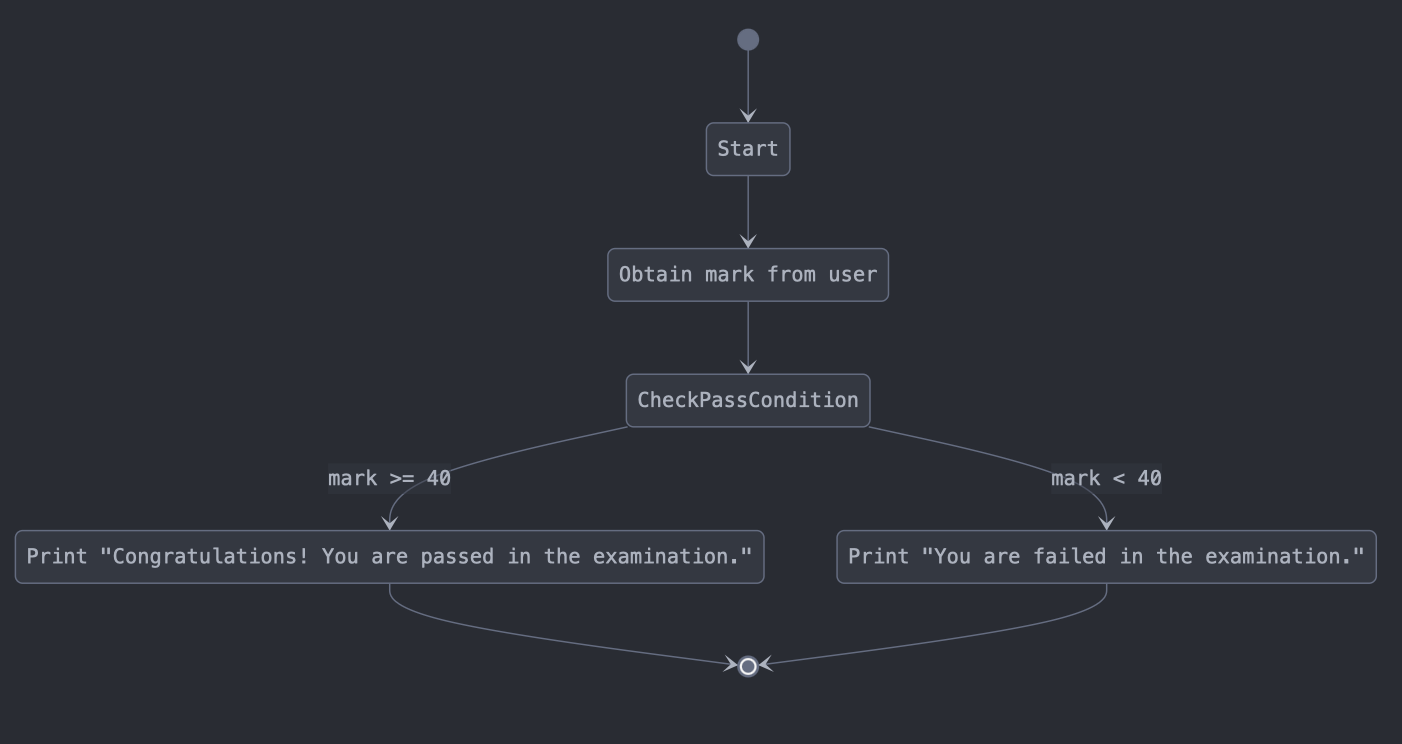 Start
Obtain mark from user
CheckPassCondition
mark >= 40
mark < 40
Print "Congratulations! You are passed in the examination."
Print "You are failed in the examination."